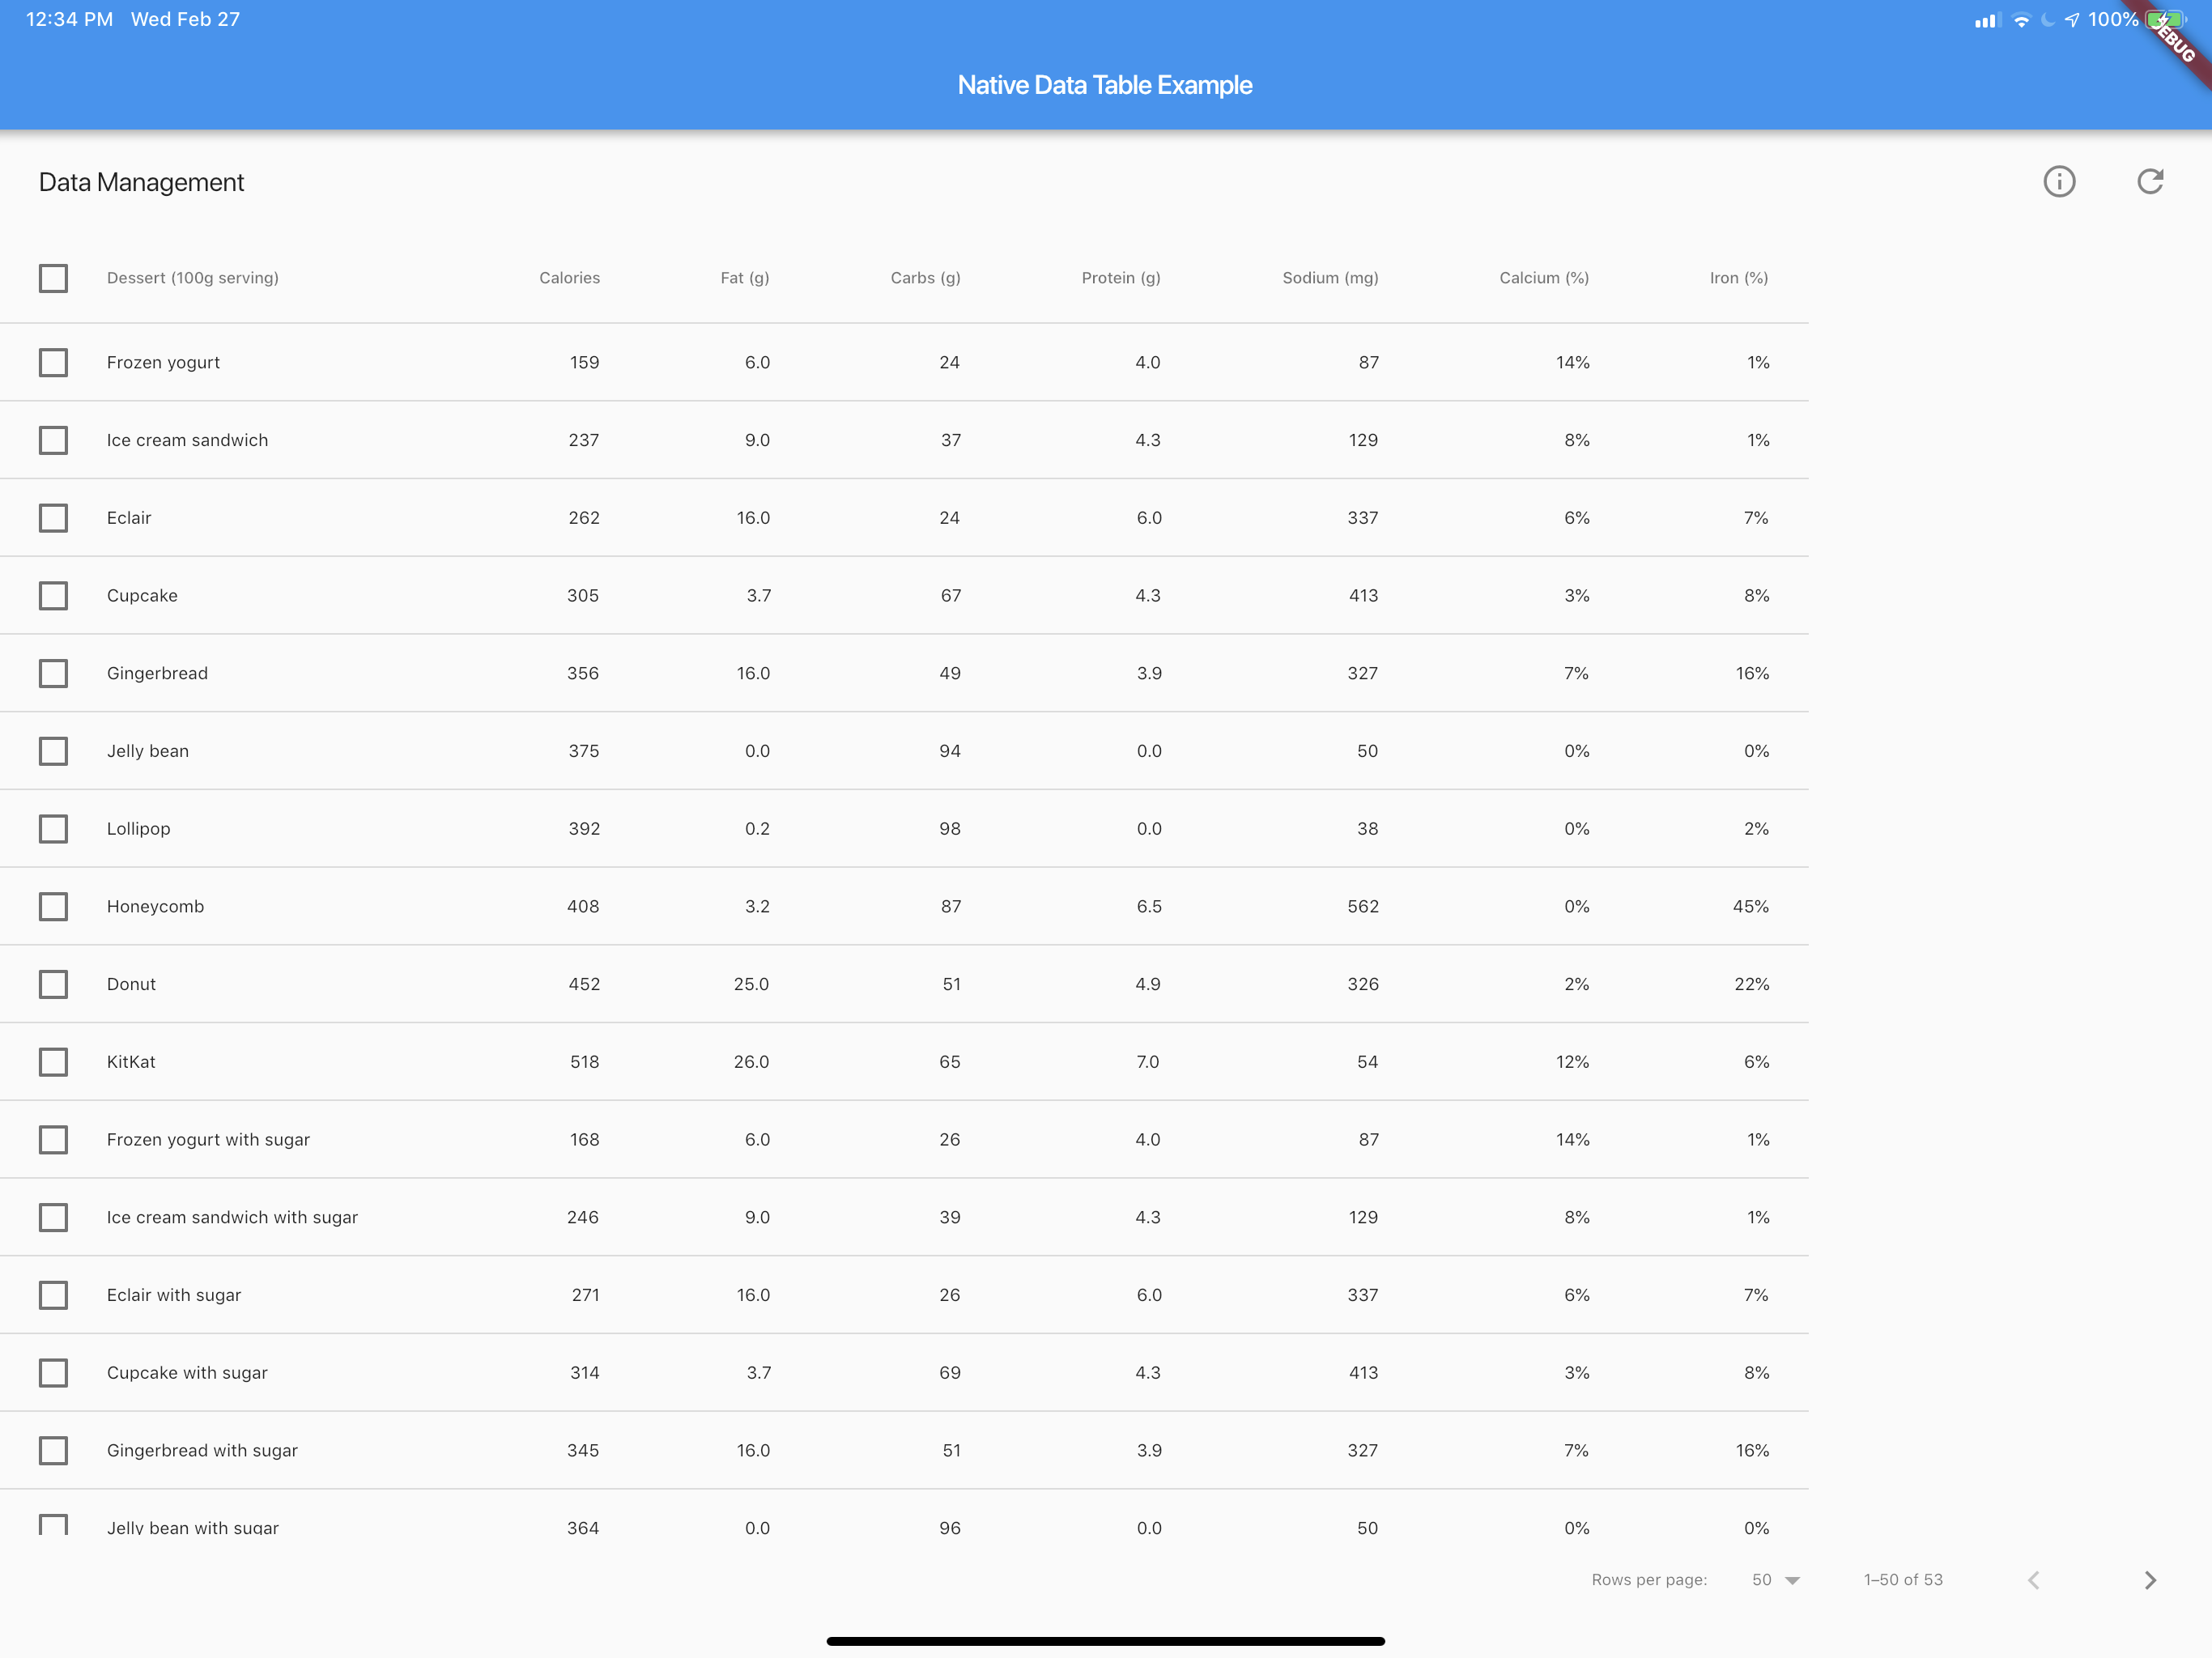 12:34 PM Wed Feb 27 100%
DEBUG
Native Data Table Example
Data Management
Dessert (100g serving) Calories Fat (g) Carbs (g) Protein (g) Sodium (mg) Calcium (%) Iron (%)
Frozen yogurt 159 6.0 24 4.0 87 14% 1%
Ice cream sandwich 237 9.0 37 4.3 129 8% 1%
Eclair 262 16.0 24 6.0 337 6% 7%
Cupcake 305 3.7 67 4.3 413 3% 8%
Gingerbread 356 16.0 49 3.9 327 7% 16%
Jelly bean 375 0.0 94 0.0 50 0% 0%
Lollipop 392 0.2 98 0.0 38 0% 2%
Honeycomb 408 3.2 87 6.5 562 0% 45%
Donut 452 25.0 51 4.9 326 2% 22%
KitKat 518 26.0 65 7.0 54 12% 6%
Frozen yogurt with sugar 168 6.0 26 4.0 87 14% 1%
Ice cream sandwich with sugar 246 9.0 39 4.3 129 8% 1%
Eclair with sugar 271 16.0 26 6.0 337 6% 7%
Cupcake with sugar 314 3.7 69 4.3 413 3% 8%
Gingerbread with sugar 345 16.0 51 3.9 327 7% 16%
Jelly bean with sugar 364 0.0 96 0.0 50 0% 0%
Rows per page: 50 1–50 of 53